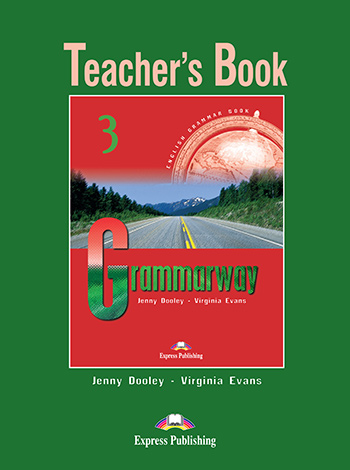 Teacher's Book
3
ENGLISH GRAMMAR BOOK
Grammarway
Jenny Dooley - Virginia Evans
Express Publishing
Jenny Dooley - Virginia Evans
Express Publishing